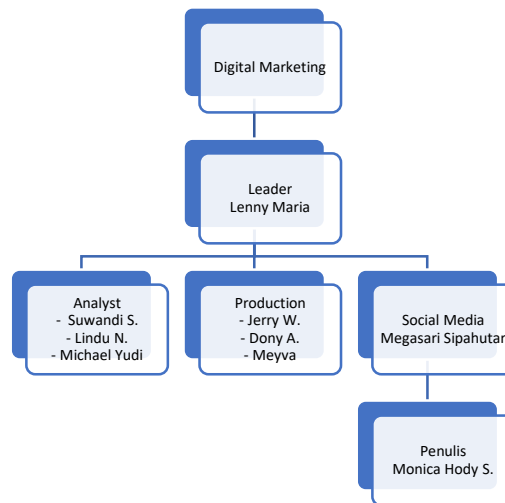 Digital Marketing
Leader
Lenny Maria
Analyst
- Suwandi S.
- Lindu N.
- Michael Yudi
Production
- Jerry W.
- Dony A.
- Meyva
Social Media
Megasari Sipahutar
Penulis
Monica Hody S.